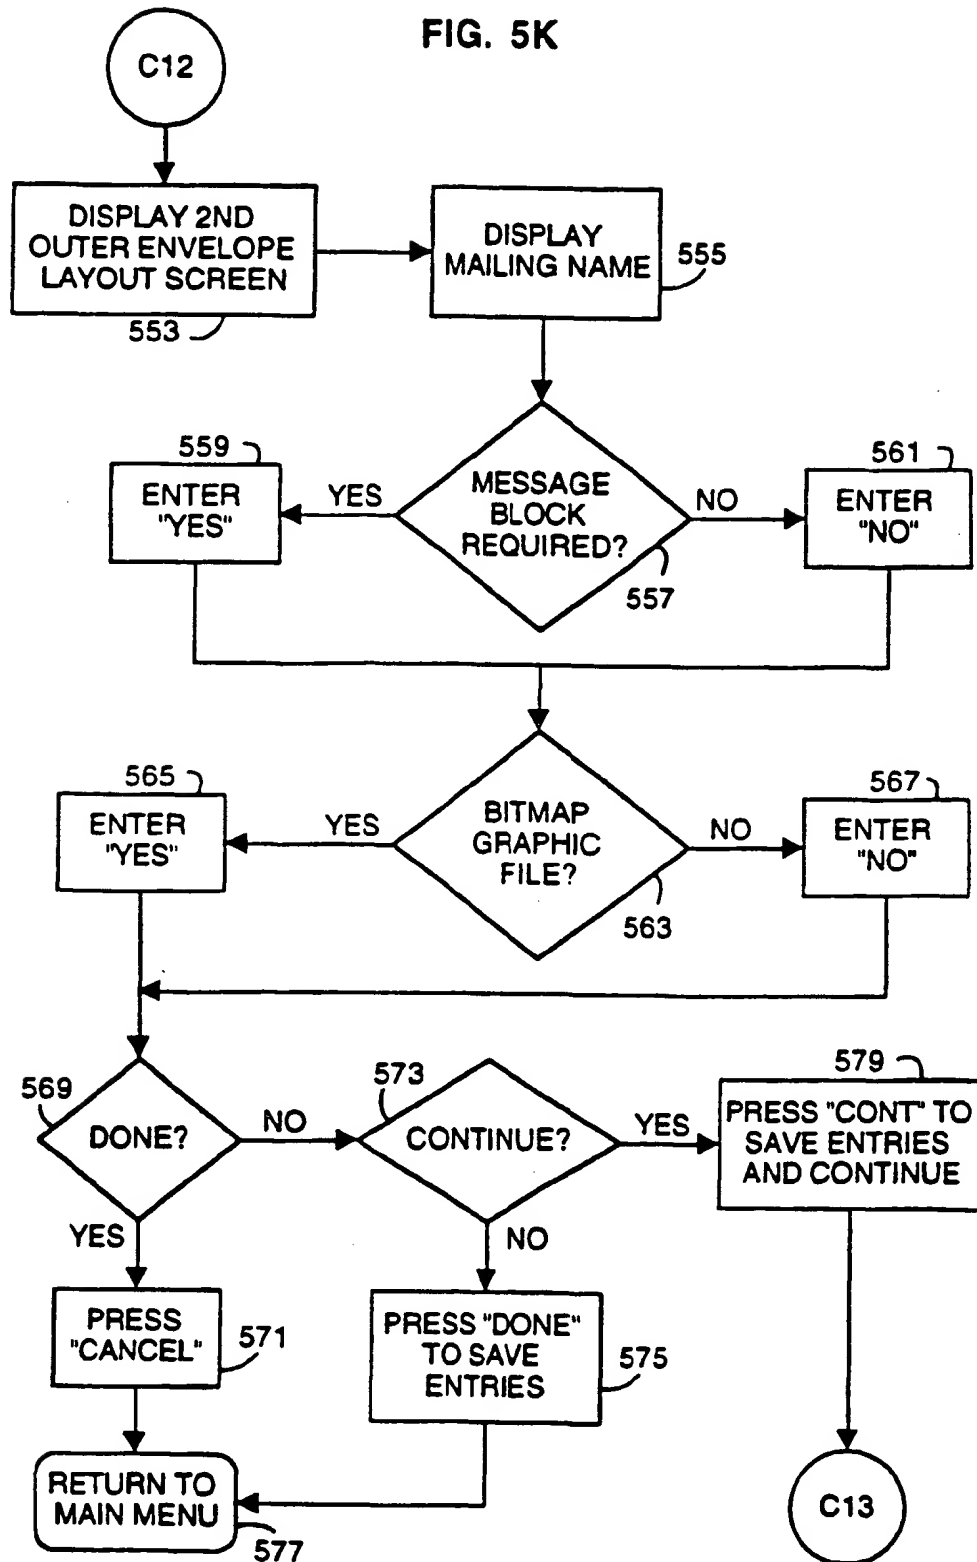 FIG. 5K
C12
DISPLAY 2ND
OUTER ENVELOPE
LAYOUT SCREEN
553
DISPLAY
MAILING NAME
555
559
ENTER
"YES"
YES
MESSAGE
BLOCK
REQUIRED?
557
NO
561
ENTER
"NO"
565
ENTER
"YES"
YES
BITMAP
GRAPHIC
FILE?
563
NO
567
ENTER
"NO"
569
DONE?
NO
573
CONTINUE?
YES
579
PRESS "CONT" TO
SAVE ENTRIES
AND CONTINUE
YES
NO
PRESS
"CANCEL"
571
PRESS "DONE"
TO SAVE
ENTRIES
575
RETURN TO
MAIN MENU
577
C13